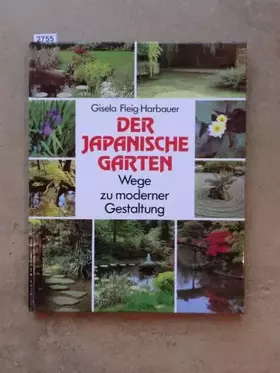 2755
Gisela Fleig-Harbauer
DER
JAPANISCHE
GARTEN
Wege
zu moderner
Gestaltung